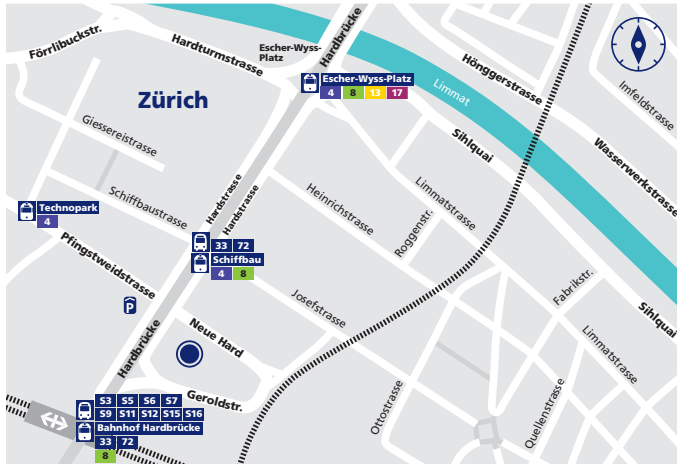 Förrlibuckstr.
Hardturmstrasse
Escher-Wyss-
Platz
Hardbrücke
Zürich
Escher-Wyss-Platz
4 8 13 17
Limmat
Hönggerstrasse
Imfeldstrasse
Wasserwerkstrasse
Giessereistrasse
Sihlquai
Schiffbaustrasse
Hardstrasse
Hardstrasse
Heinrichstrasse
Limmatstrasse
Roggenstr.
Technopark
4
Pfingstweidstrasse
33 72
Schiffbau
4 8
P
Josefstrasse
Fabrikstr.
Sihlquai
Limmatstrasse
Hardbrücke
Neue Hard
Geroldstr.
Ottostrasse
Quellenstrasse
S3 S5 S6 S7
S9 S11 S12 S15 S16
Bahnhof Hardbrücke
33 72
8